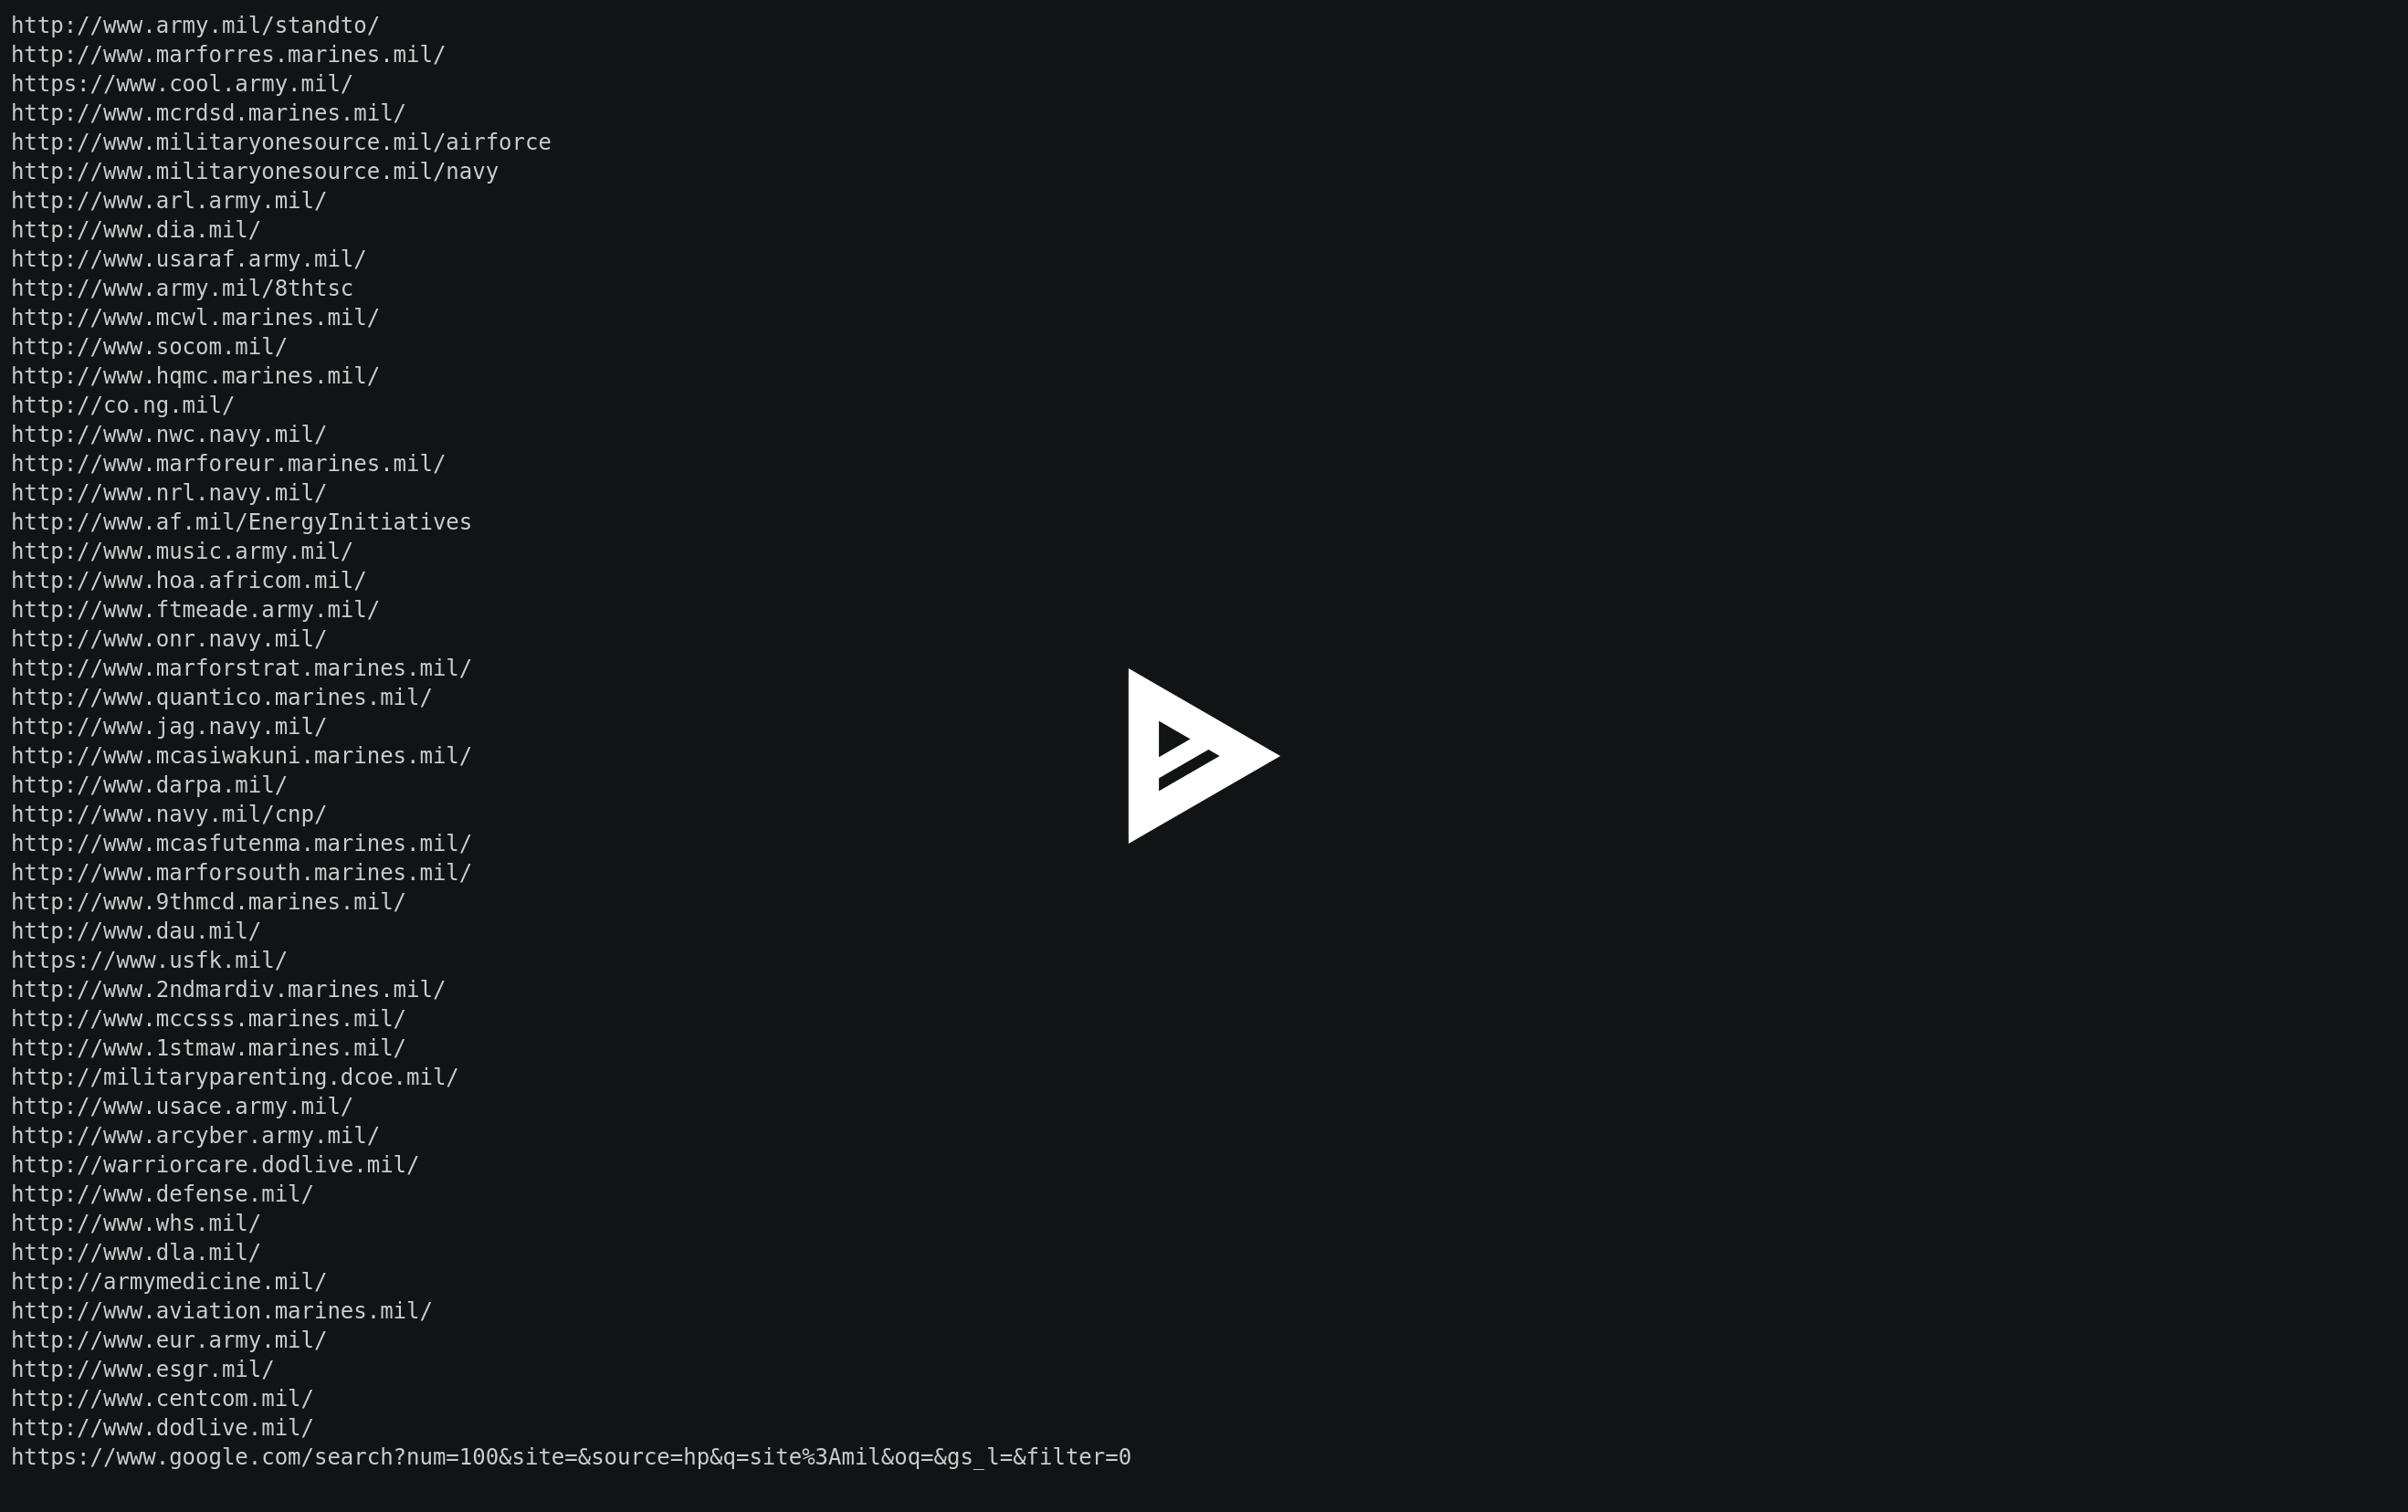 http://www.army.mil/standto/
http://www.marforres.marines.mil/
https://www.cool.army.mil/
http://www.mcrdsd.marines.mil/
http://www.militaryonesource.mil/airforce
http://www.militaryonesource.mil/navy
http://www.arl.army.mil/
http://www.dia.mil/
http://www.usaraf.army.mil/
http://www.army.mil/8thtsc
http://www.mcwl.marines.mil/
http://www.socom.mil/
http://www.hqmc.marines.mil/
http://co.ng.mil/
http://www.nwc.navy.mil/
http://www.marforeur.marines.mil/
http://www.nrl.navy.mil/
http://www.af.mil/EnergyInitiatives
http://www.music.army.mil/
http://www.hoa.africom.mil/
http://www.ftmeade.army.mil/
http://www.onr.navy.mil/
http://www.marforstrat.marines.mil/
http://www.quantico.marines.mil/
http://www.jag.navy.mil/
http://www.mcasiwakuni.marines.mil/
http://www.darpa.mil/
http://www.navy.mil/cnp/
http://www.mcasfutenma.marines.mil/
http://www.marforsouth.marines.mil/
http://www.9thmcd.marines.mil/
http://www.dau.mil/
https://www.usfk.mil/
http://www.2ndmardiv.marines.mil/
http://www.mccsss.marines.mil/
http://www.1stmaw.marines.mil/
http://militaryparenting.dcoe.mil/
http://www.usace.army.mil/
http://www.arcyber.army.mil/
http://warriorcare.dodlive.mil/
http://www.defense.mil/
http://www.whs.mil/
http://www.dla.mil/
http://armymedicine.mil/
http://www.aviation.marines.mil/
http://www.eur.army.mil/
http://www.esgr.mil/
http://www.centcom.mil/
http://www.dodlive.mil/
https://www.google.com/search?num=100&site=&source=hp&q=site%3Amil&oq=&gs_l=&filter=0